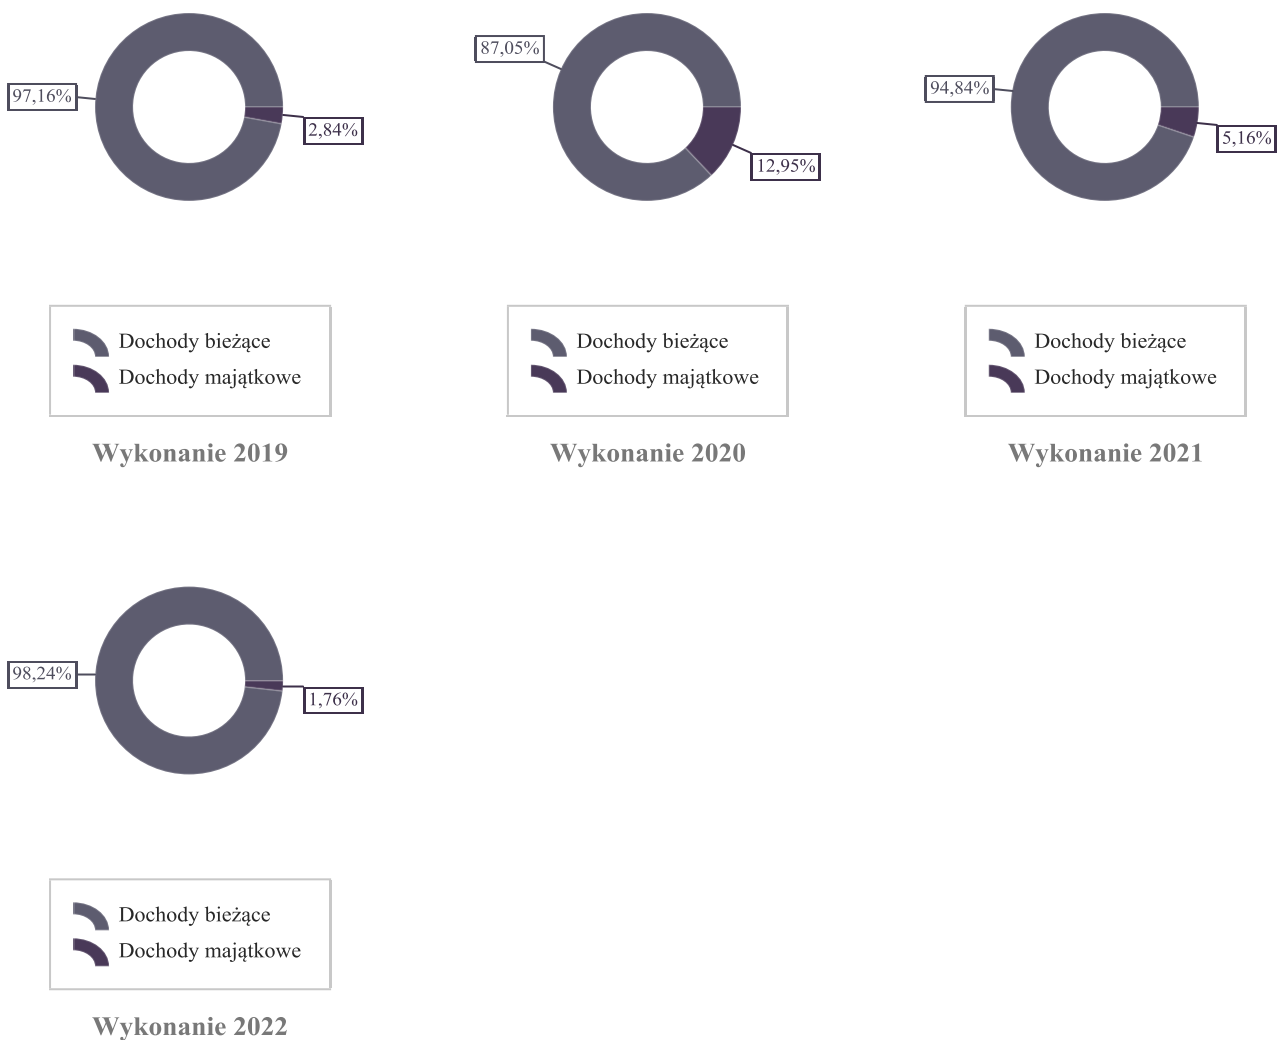 87,05%
97,16%
94,84%
2,84%
5,16%
12,95%
Dochody bieżące
Dochody majątkowe
Dochody bieżące
Dochody majątkowe
Dochody bieżące
Dochody majątkowe
Wykonanie 2019
Wykonanie 2020
Wykonanie 2021
98,24%
1,76%
Dochody bieżące
Dochody majątkowe
Wykonanie 2022